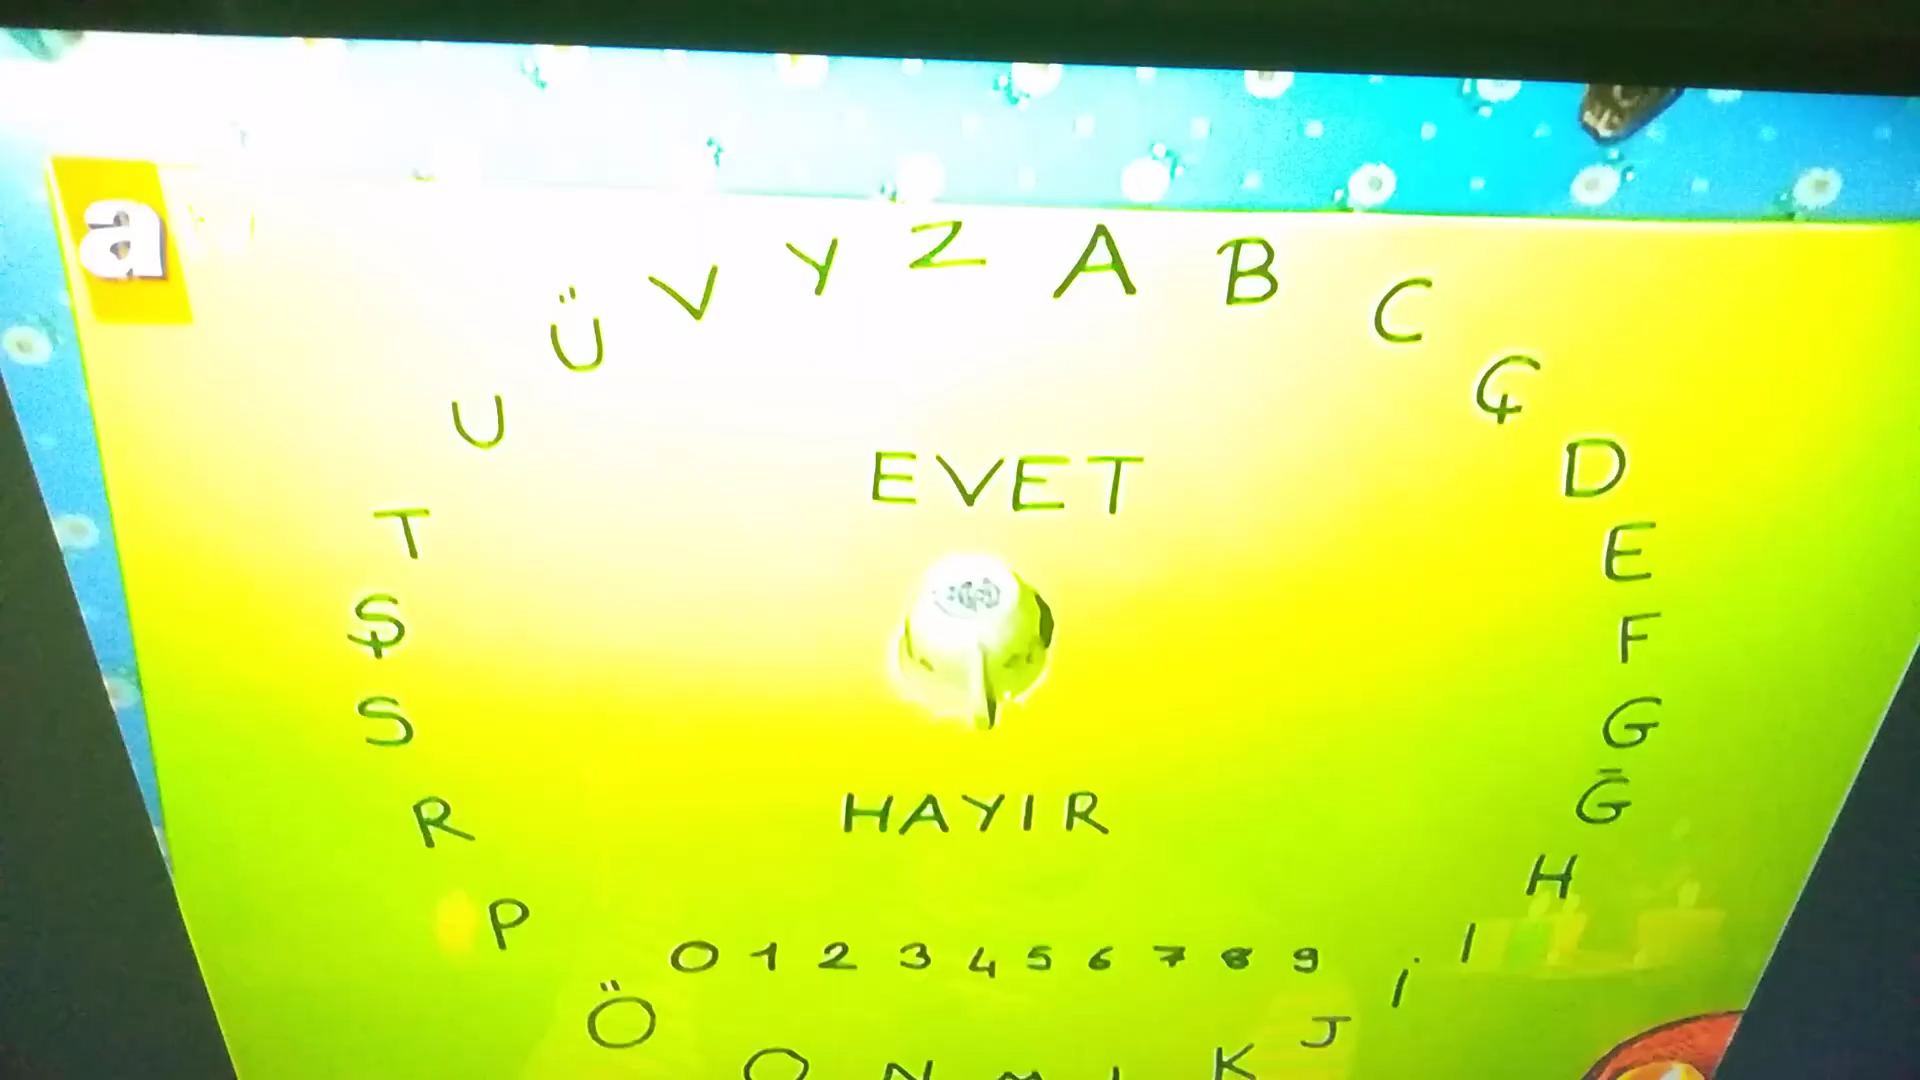 a
Z A B C Ç D E F G Ğ H I İ J K L M N O Ö P R S Ş T U Ü V Y
EVET
HAYIR
0 1 2 3 4 5 6 7 8 9